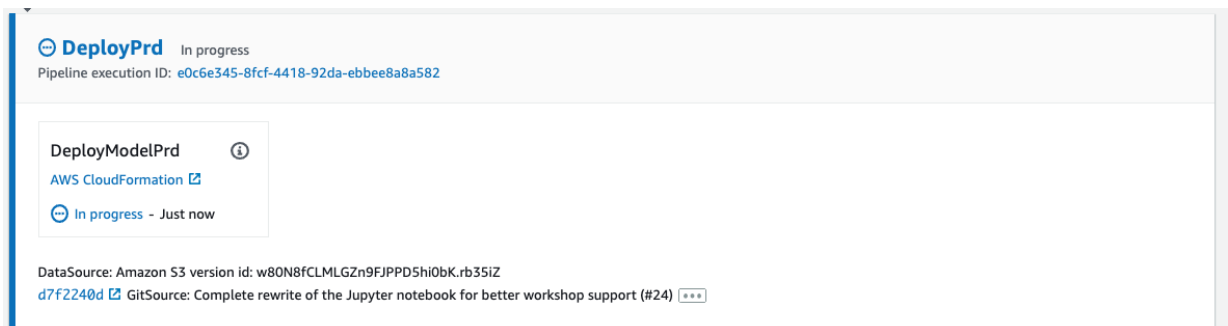 DeployPrd In progress
Pipeline execution ID: e0c6e345-8fcf-4418-92da-ebbee8a8a582
DeployModelPrd
AWS CloudFormation
In progress - Just now
DataSource: Amazon S3 version id: w80N8fCLMLGZn9FJPPD5hi0bK.rb35iZ
d7f2240d GitSource: Complete rewrite of the Jupyter notebook for better workshop support (#24)